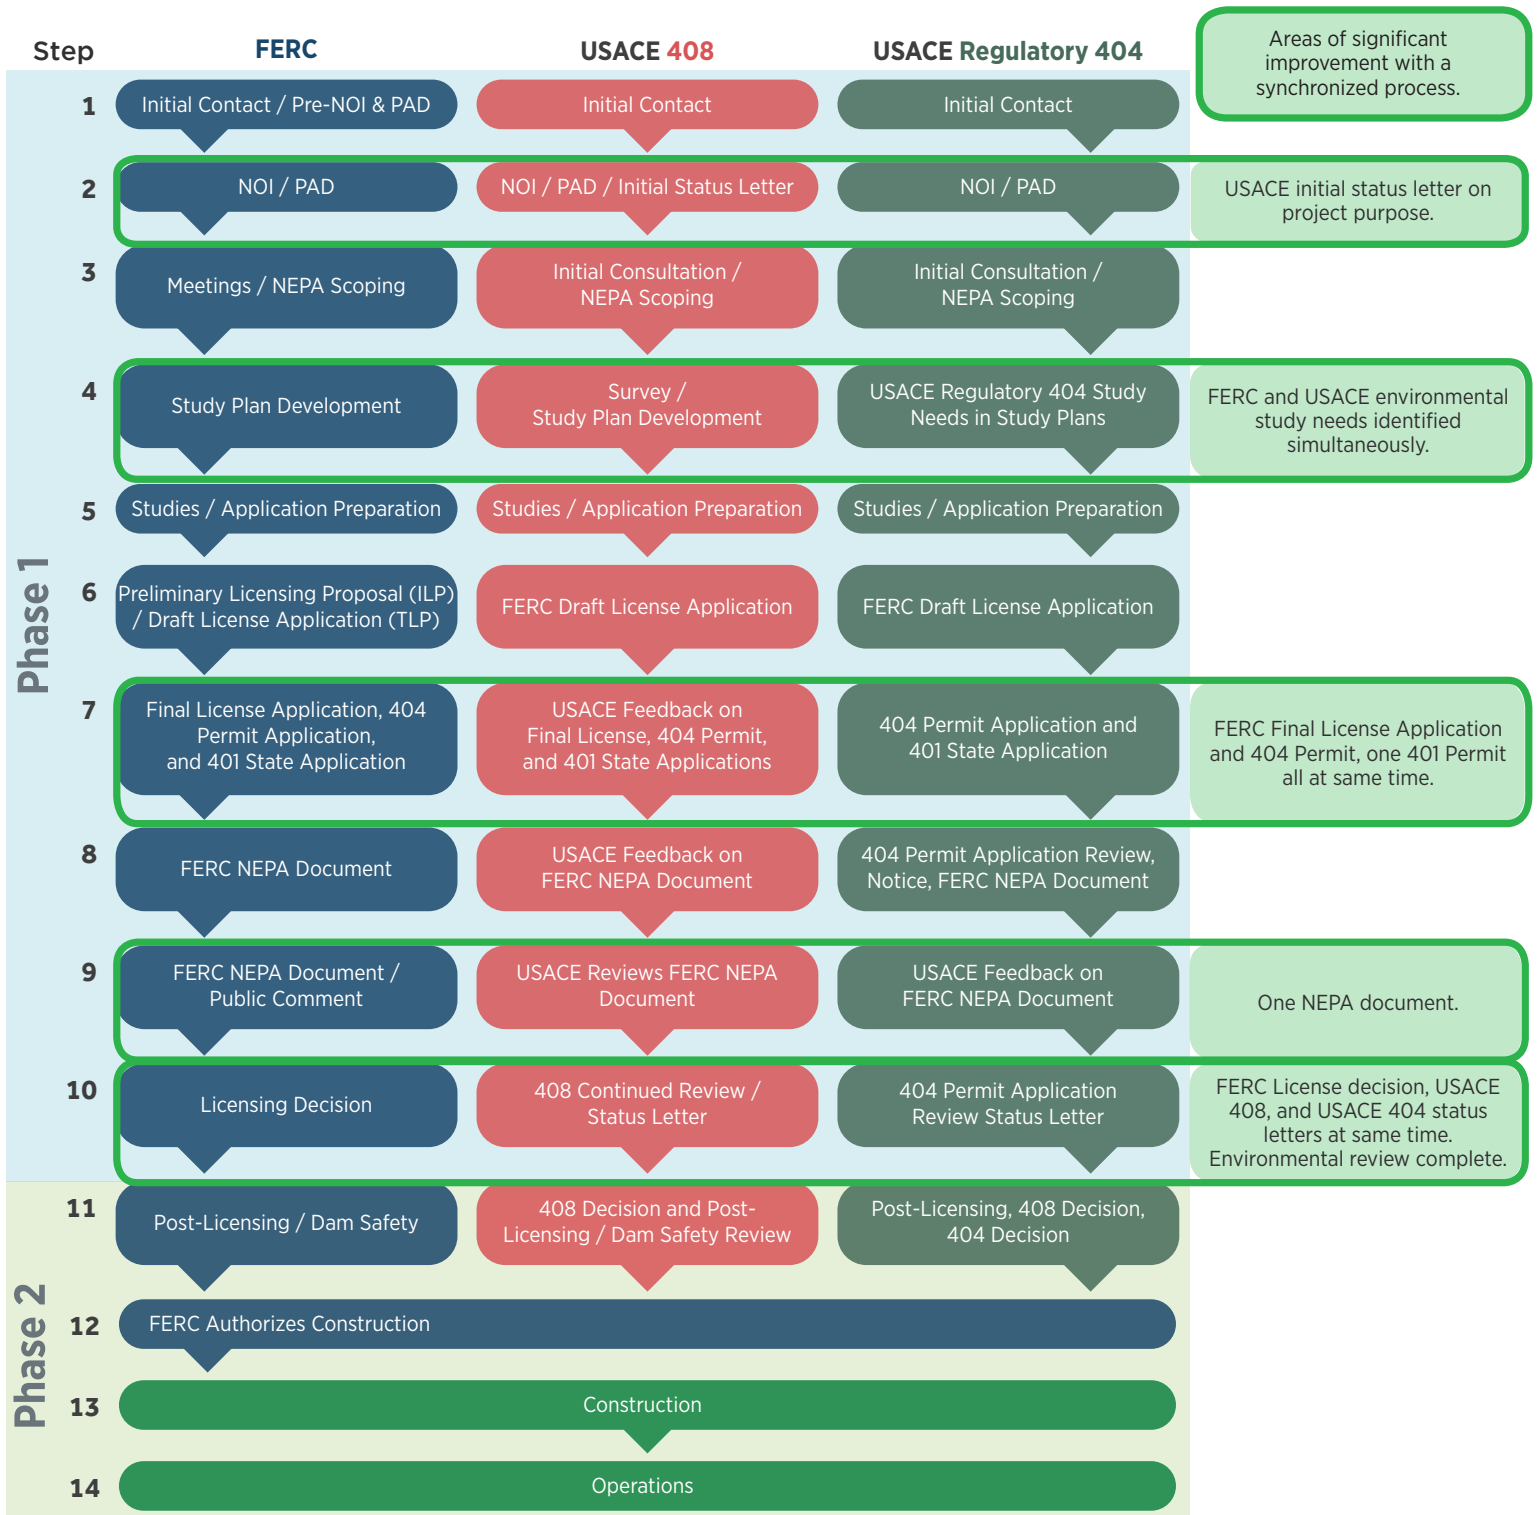 Step
FERC
USACE 408
USACE Regulatory 404
Areas of significant
improvement with a
synchronized process.
Phase 1
1
Initial Contact / Pre-NOI & PAD
Initial Contact
Initial Contact
2
NOI / PAD
NOI / PAD / Initial Status Letter
NOI / PAD
USACE initial status letter on
project purpose.
3
Meetings / NEPA Scoping
Initial Consultation /
NEPA Scoping
Initial Consultation /
NEPA Scoping
4
Study Plan Development
Survey /
Study Plan Development
USACE Regulatory 404 Study
Needs in Study Plans
FERC and USACE environmental
study needs identified
simultaneously.
5
Studies / Application Preparation
Studies / Application Preparation
Studies / Application Preparation
6
Preliminary Licensing Proposal (ILP)
/ Draft License Application (TLP)
FERC Draft License Application
FERC Draft License Application
7
Final License Application, 404
Permit Application,
and 401 State Application
USACE Feedback on
Final License, 404 Permit,
and 401 State Applications
404 Permit Application and
401 State Application
FERC Final License Application
and 404 Permit, one 401 Permit
all at same time.
8
FERC NEPA Document
USACE Feedback on
FERC NEPA Document
404 Permit Application Review,
Notice, FERC NEPA Document
9
FERC NEPA Document /
Public Comment
USACE Reviews FERC NEPA
Document
USACE Feedback on
FERC NEPA Document
One NEPA document.
10
Licensing Decision
408 Continued Review /
Status Letter
404 Permit Application
Review Status Letter
FERC License decision, USACE
408, and USACE 404 status
letters at same time.
Environmental review complete.
Phase 2
11
Post-Licensing / Dam Safety
408 Decision and Post-
Licensing / Dam Safety Review
Post-Licensing, 408 Decision,
404 Decision
12
FERC Authorizes Construction
13
Construction
14
Operations